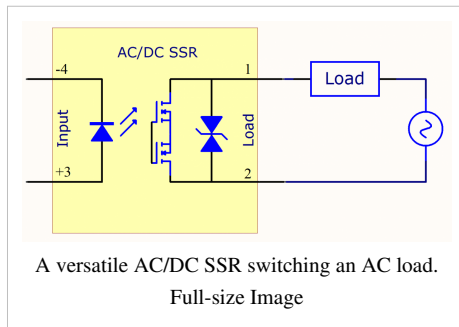 AC/DC SSR
-4
1
Load
Input
Load
+3
2
A versatile AC/DC SSR switching an AC load.
Full-size Image